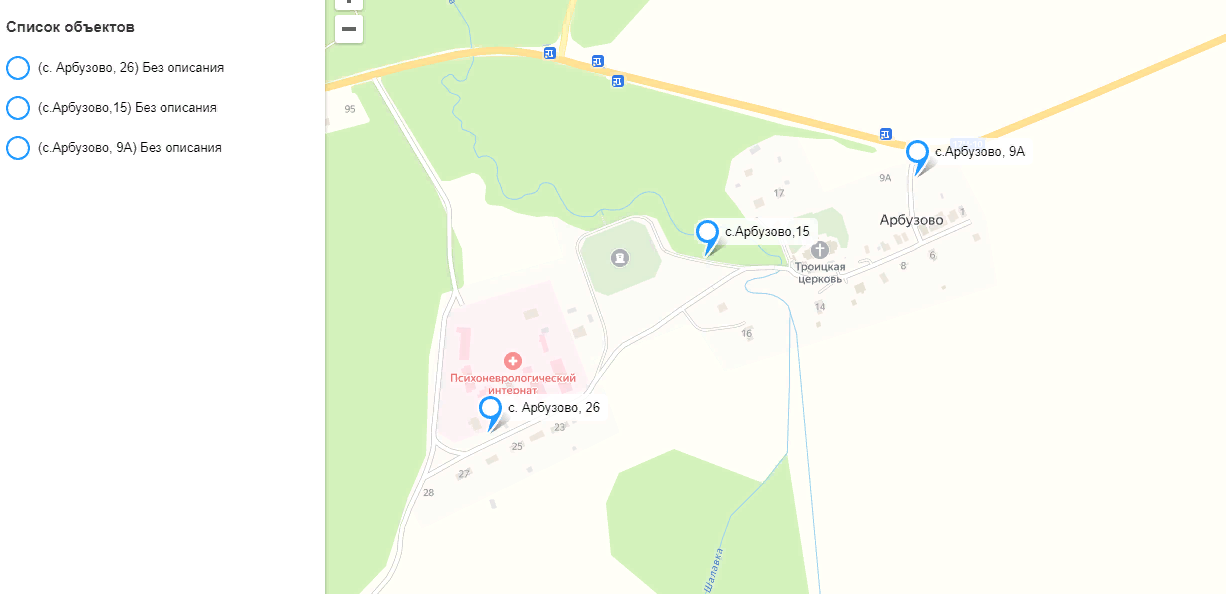 Список объектов
(с. Арбузово, 26) Без описания
(с.Арбузово,15) Без описания
(с.Арбузово, 9А) Без описания
95
с.Арбузово, 9А
9А
17
1
Арбузово
с.Арбузово,15
Троицкая
церковь
6
8
14
16
Психоневрологический
интернат
с. Арбузово, 26
23
25
27
28
Шалавка